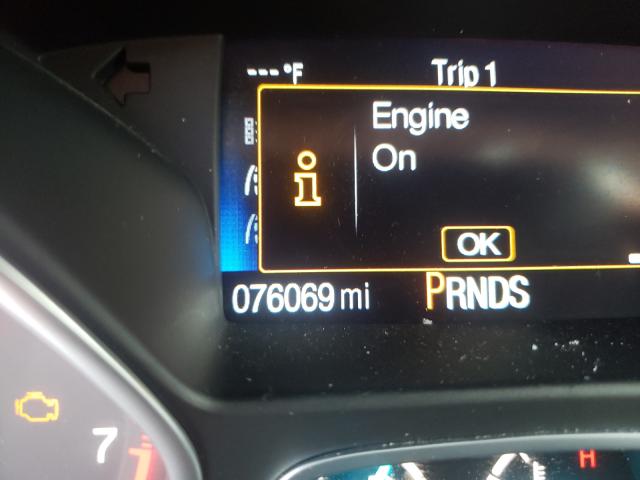 ---°F
Trip 1
Engine
On
OK
076069 mi
PRNDS
7
H